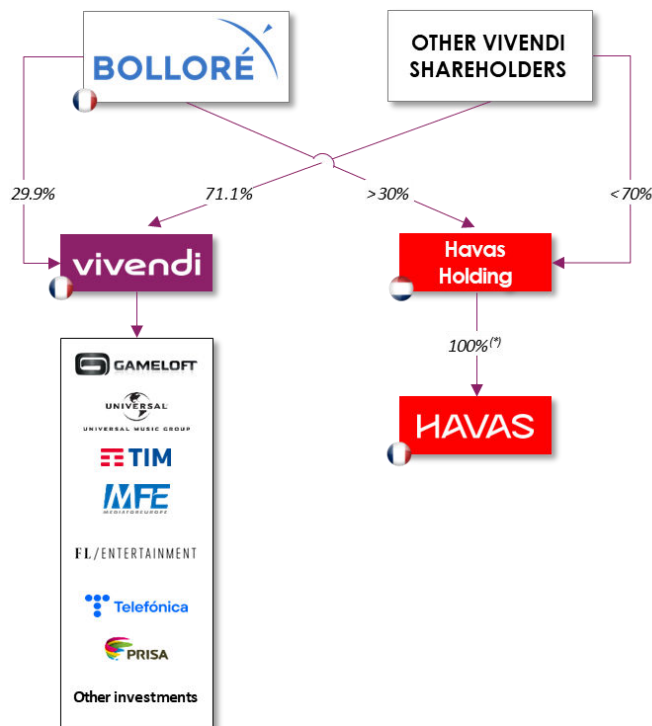 BOLLORÉ
OTHER VIVENDI
SHAREHOLDERS
29.9%
71.1%
>30%
<70%
vivendi
Havas
Holding
100%(*)
GAMELOFT
UNIVERSAL
UNIVERSAL MUSIC GROUP
HAVAS
TIM
MFE
MEDIAFOREUROPE
FL/ENTERTAINMENT
Telefónica
PRISA
Other investments